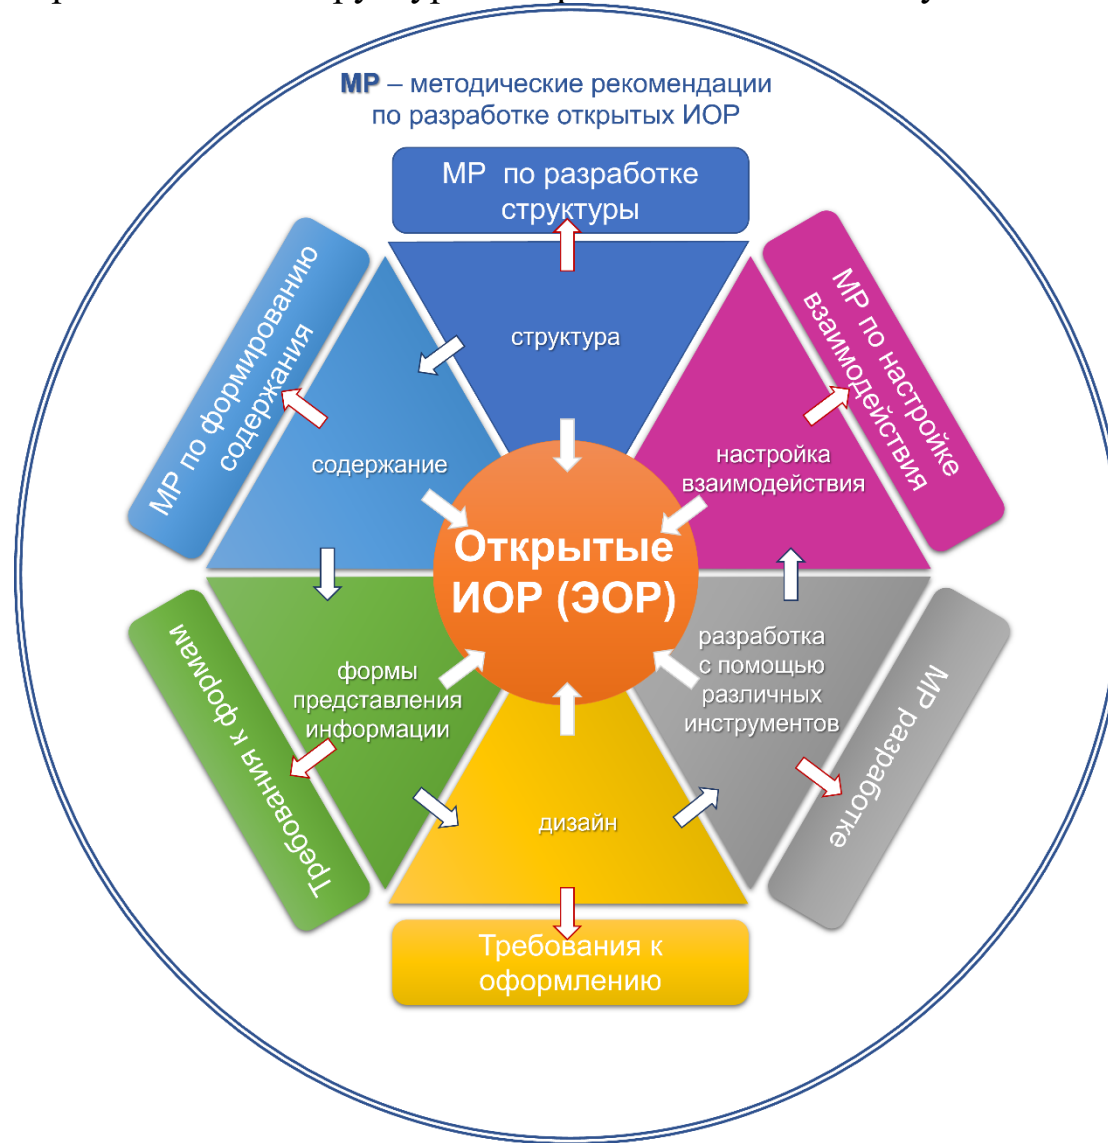 МР – методические рекомендации
по разработке открытых ИОР
МР по разработке
структуры
структура
МР по настройке
взаимодействия
настройка
взаимодействия
МР разработке
разработка
с помощью
различных
инструментов
Требования к
оформлению
дизайн
Требования к формам
формы
представления
информации
МР по формированию
содержания
содержание
Открытые
ИОР (ЭОР)